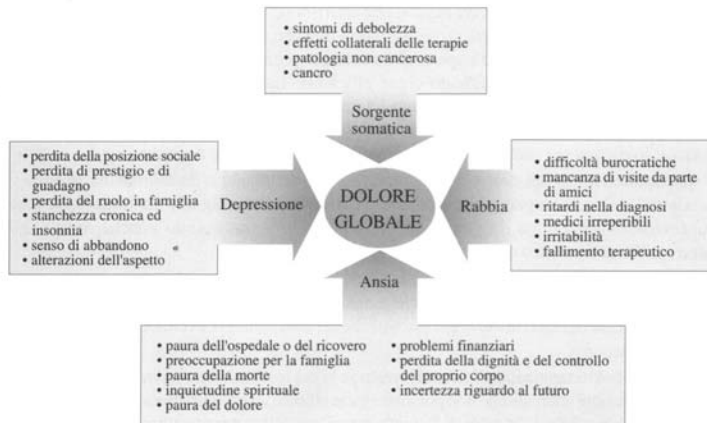 • sintomi di debolezza
• effetti collaterali delle terapie
• patologia non cancerosa
• cancro
Sorgente
somatica
• perdita della posizione sociale
• perdita di prestigio e di
guadagno
• perdita del ruolo in famiglia
• stanchezza cronica ed
insonnia
• senso di abbandono
• alterazioni dell'aspetto
Depressione
DOLORE
GLOBALE
Rabbia
• difficoltà burocratiche
• mancanza di visite da parte
di amici
• ritardi nella diagnosi
• medici irreperibili
• irritabilità
• fallimento terapeutico
Ansia
• paura dell'ospedale o del ricovero
• preoccupazione per la famiglia
• paura della morte
• inquietudine spirituale
• paura del dolore
• problemi finanziari
• perdita della dignità e del controllo
del proprio corpo
• incertezza riguardo al futuro